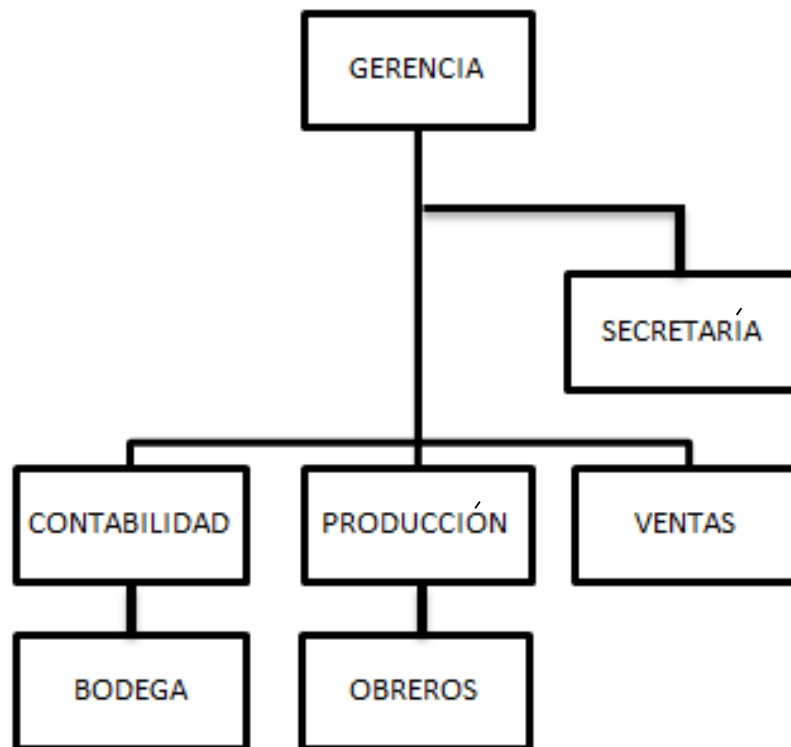 GERENCIA
SECRETARÍA
CONTABILIDAD
PRODUCCIÓN
VENTAS
BODEGA
OBREROS